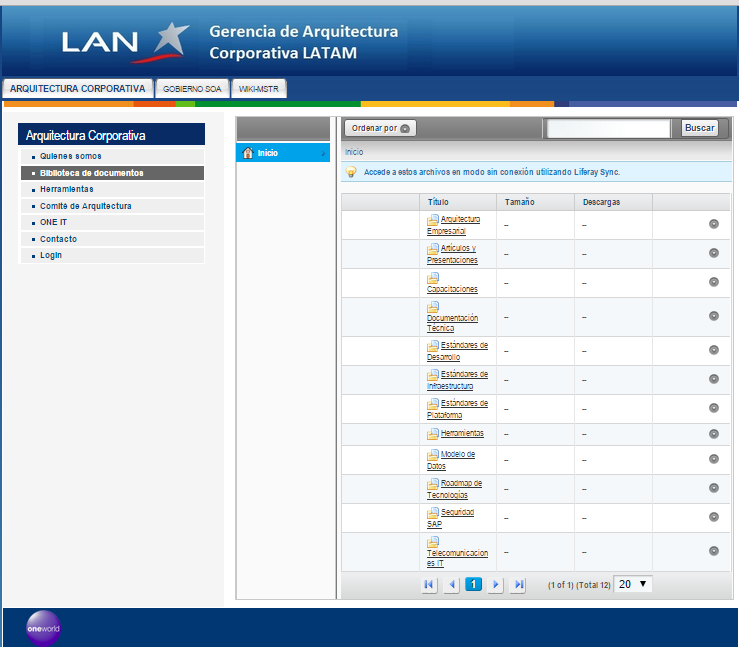 LAN
Gerencia de Arquitectura
Corporativa LATAM
ARQUITECTURA CORPORATIVA GOBIERNO SOA WIKI-MSTR
Arquitectura Corporativa
Quienes somos
Biblioteca de documentos
Herramientas
Comité de Arquitectura
ONE IT
Contacto
Login
Inicio
Ordenar por
Buscar
Inicio
Accede a estos archivos en modo sin conexión utilizando Liferay Sync.
Título Tamaño Descargas
Arquitectura
Empresarial – –
Artículos y
Presentaciones – –
Capacitaciones – –
Documentación
Técnica – –
Estándares de
Desarrollo – –
Estándares de
Infraestructura – –
Estándares de
Plataforma – –
Herramientas – –
Modelo de
Datos – –
Roadmap de
Tecnologías – –
Seguridad
SAP – –
Telecomunicacion
es IT – –
1 (1 of 1) (Total 12) 20
oneworld